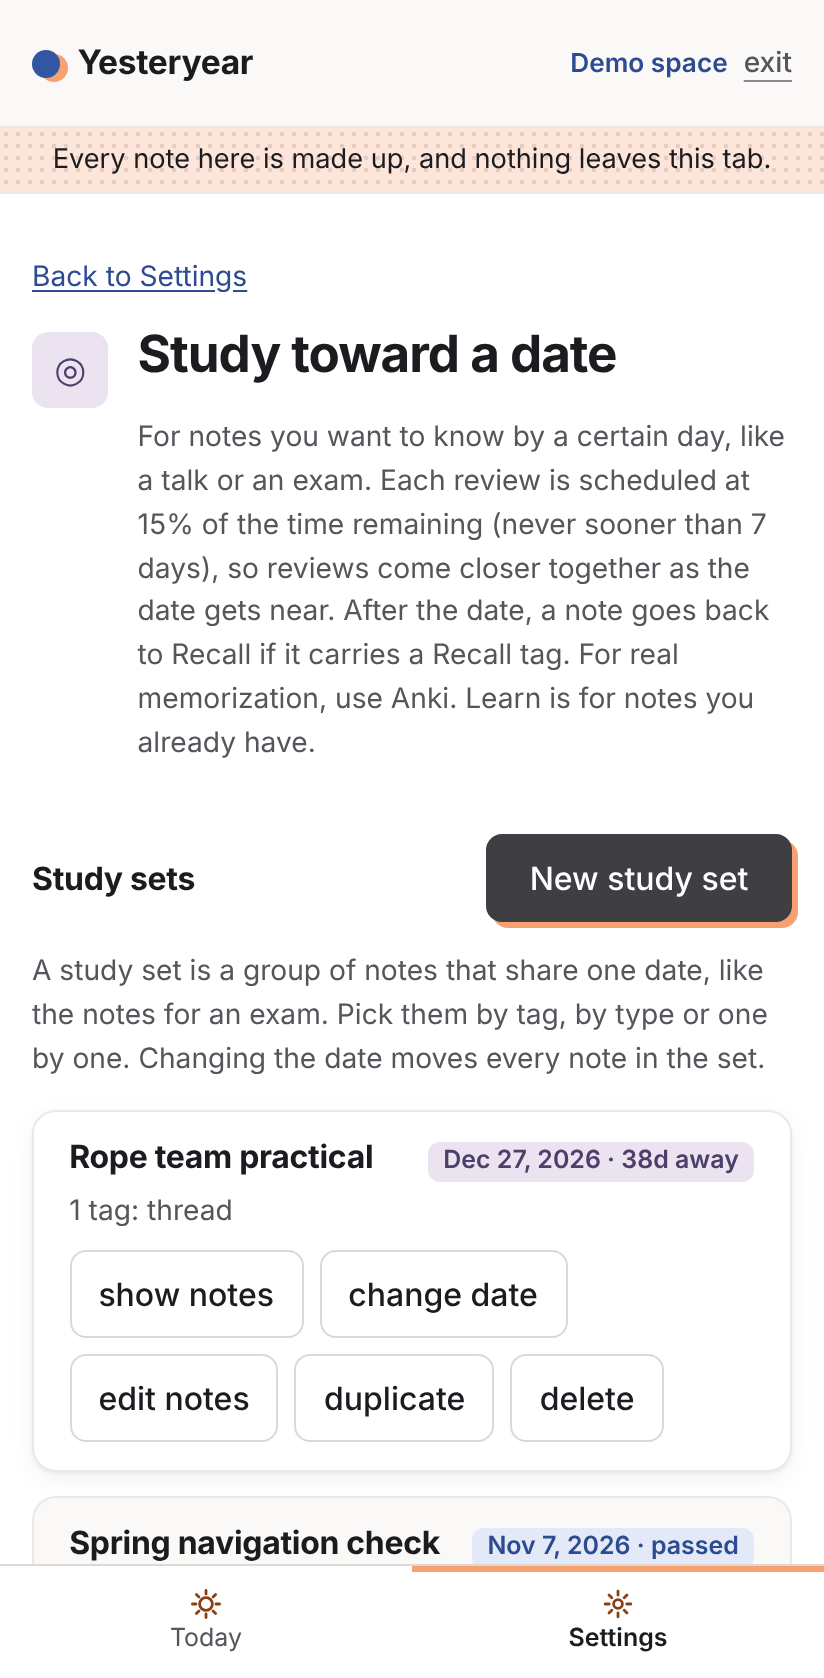 Yesteryear
Demo space exit
Every note here is made up, and nothing leaves this tab.
Back to Settings
Study toward a date
For notes you want to know by a certain day, like
a talk or an exam. Each review is scheduled at
15% of the time remaining (never sooner than 7
days), so reviews come closer together as the
date gets near. After the date, a note goes back
to Recall if it carries a Recall tag. For real
memorization, use Anki. Learn is for notes you
already have.
Study sets
New study set
A study set is a group of notes that share one date, like
the notes for an exam. Pick them by tag, by type or one
by one. Changing the date moves every note in the set.
Rope team practical
Dec 27, 2026 · 38d away
1 tag: thread
show notes
change date
edit notes
duplicate
delete
Spring navigation check
Nov 7, 2026 · passed
Today
Settings